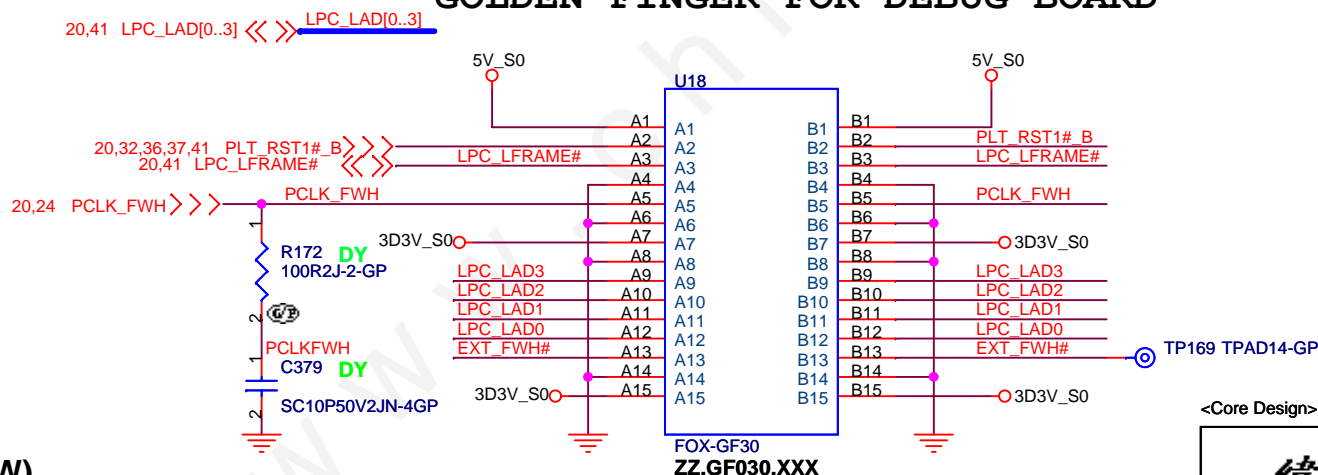 GOLDEN FINGER FOR DEBUG BOARD
20,41 LPC_LAD[0..3]
LPC_LAD[0..3]
5V_S0
5V_S0
U18
A1 A1 B1 B1
20,32,36,37,41 PLT_RST1#_B A2 A2 B2 B2 PLT_RST1#_B
20,41 LPC_LFRAME# LPC_LFRAME# A3 A3 B3 B3 LPC_LFRAME#
A4 A4 B4 B4
20,24 PCLK_FWH PCLK_FWH A5 A5 B5 B5 PCLK_FWH
1 A6 A6 B6 B6
3D3V_S0 A7 A7 B7 B7 3D3V_S0
R172 DY A8 A8 B8 B8
100R2J-2-GP LPC_LAD3 A9 A9 B9 B9 LPC_LAD3
LPC_LAD2 A10 A10 B10 B10 LPC_LAD2
2 G/P LPC_LAD1 A11 A11 B11 B11 LPC_LAD1
LPC_LAD0 A12 A12 B12 B12 LPC_LAD0
PCLKFWH EXT_FWH# A13 A13 B13 B13 EXT_FWH# TP169 TPAD14-GP
1 C379 DY A14 A14 B14 B14
3D3V_S0 A15 A15 B15 B15 3D3V_S0
2 SC10P50V2JN-4GP
<Core Design>
FOX-GF30
ZZ.GF030.XXX
W)